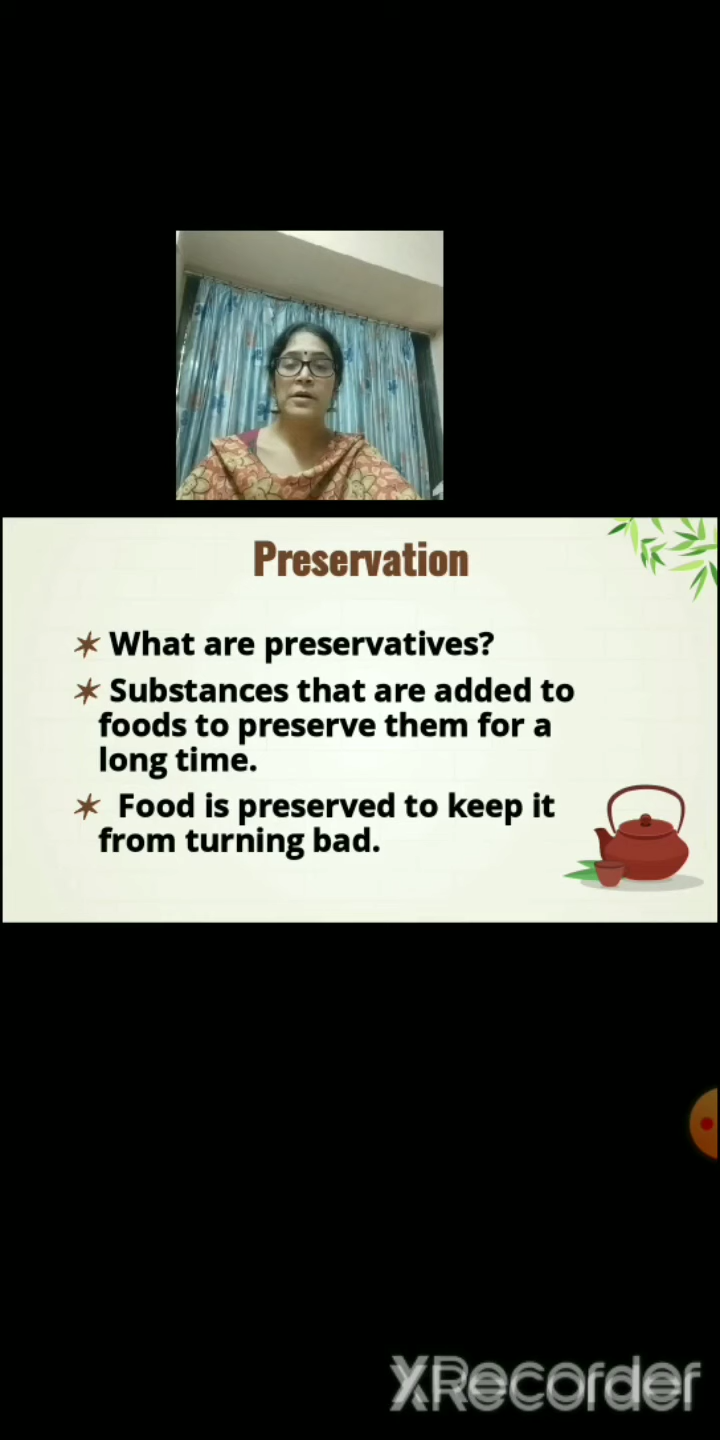 Preservation
✶ What are preservatives?
✶ Substances that are added to
foods to preserve them for a
long time.
✶ Food is preserved to keep it
from turning bad.
XRecorder